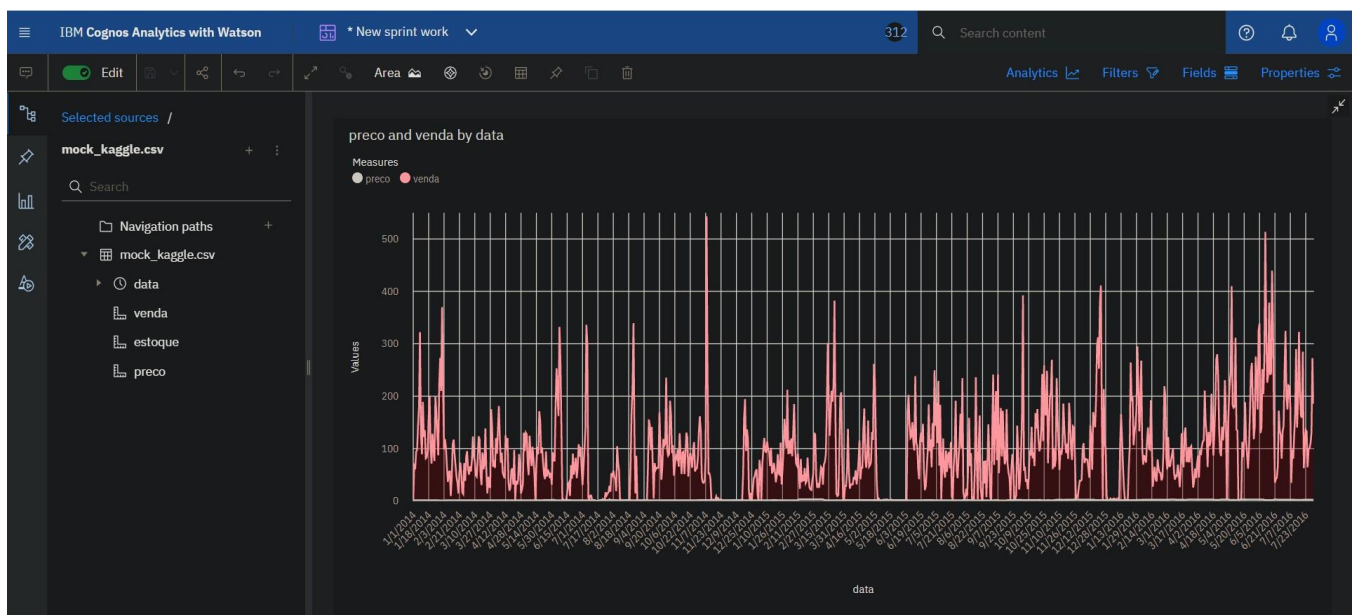 IBM Cognos Analytics with Watson
* New sprint work
312
Search content
Edit
Area
Analytics
Filters
Fields
Properties
Selected sources /
mock_kaggle.csv
Search
Navigation paths
mock_kaggle.csv
data
venda
estoque
preco
preco and venda by data
Measures
preco venda
Values
500
400
300
200
100
0
1/1/2014
1/18/2014
2/3/2014
2/21/2014
3/10/2014
3/27/2014
4/12/2014
4/28/2014
5/14/2014
5/30/2014
6/15/2014
7/1/2014
7/17/2014
8/2/2014
8/18/2014
9/4/2014
9/20/2014
10/6/2014
10/22/2014
11/7/2014
11/23/2014
12/9/2014
12/25/2014
1/10/2015
1/26/2015
2/11/2015
2/27/2015
3/15/2015
3/31/2015
4/16/2015
5/2/2015
5/18/2015
6/3/2015
6/19/2015
7/5/2015
7/21/2015
8/6/2015
8/22/2015
9/7/2015
9/23/2015
10/9/2015
10/25/2015
11/10/2015
11/26/2015
12/12/2015
12/28/2015
1/13/2016
1/29/2016
2/14/2016
3/1/2016
3/17/2016
4/2/2016
4/18/2016
5/4/2016
5/20/2016
6/5/2016
6/21/2016
7/7/2016
7/23/2016
data